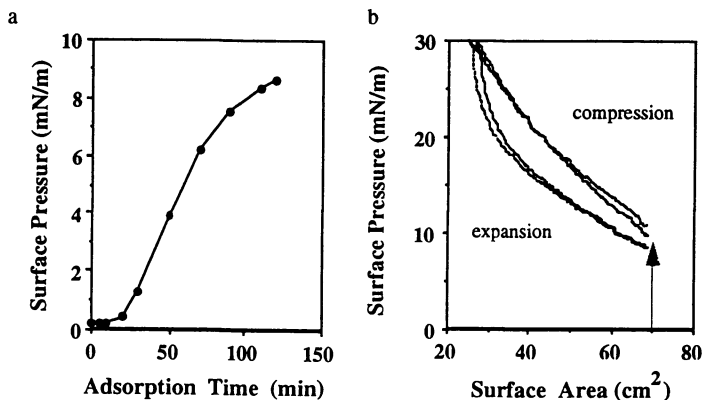 a
Surface Pressure (mN/m)
10
8
6
4
2
0
0 50 100 150
Adsorption Time (min)
b
Surface Pressure (mN/m)
30
20
10
0
compression
expansion
20 40 60 80
Surface Area (cm²)